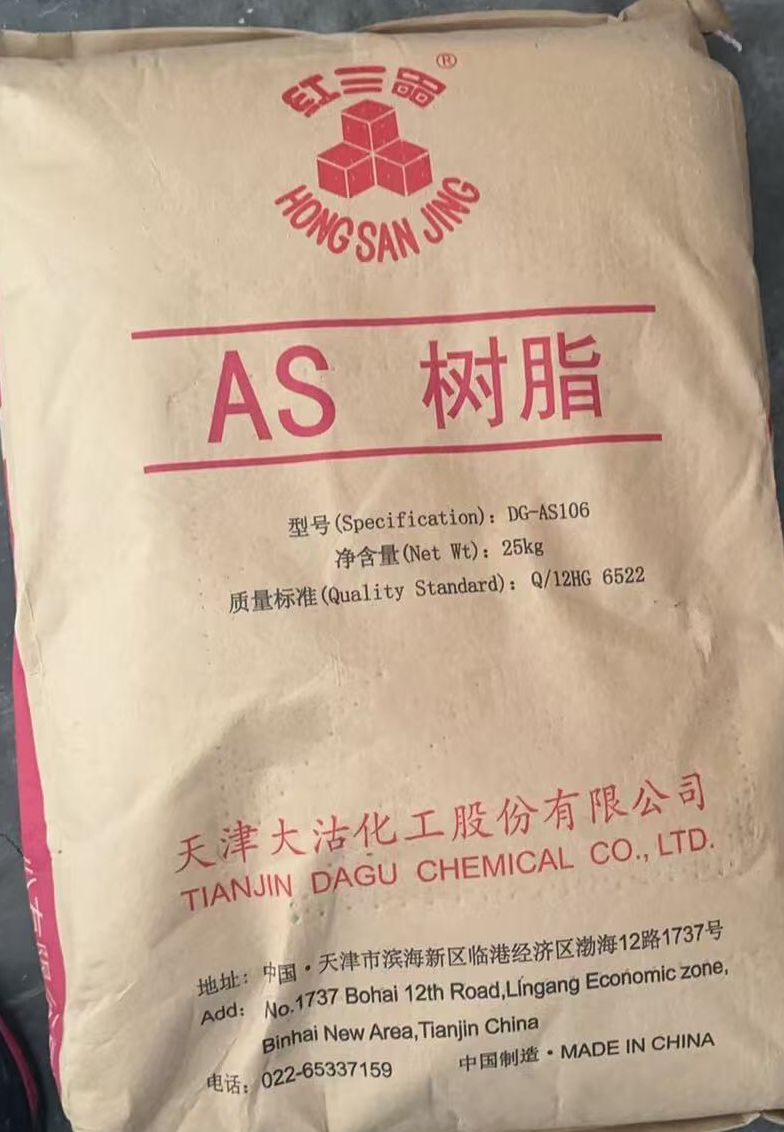 红三晶®
HONG SAN JING
AS 树脂
型号(Specification): DG-AS106
净含量(Net Wt): 25kg
质量标准(Quality Standard): Q/12HG 6522
天津大沽化工股份有限公司
TIANJIN DAGU CHEMICAL CO., LTD.
地址: 中国·天津市滨海新区临港经济区渤海12路1737号
Add: No.1737 Bohai 12th Road,Lingang Economic zone,
Binhai New Area,Tianjin China
电话: 022-65337159 中国制造·MADE IN CHINA